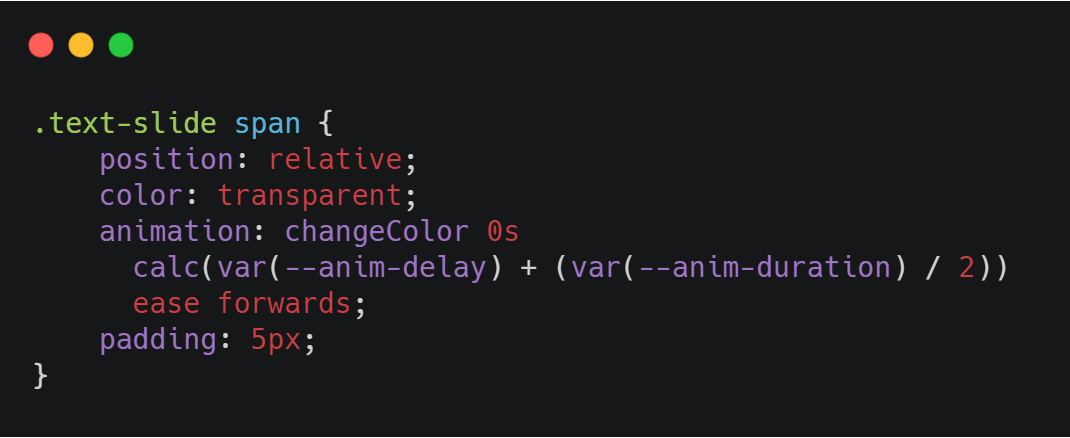 .text-slide span {
    position: relative;
    color: transparent;
    animation: changeColor 0s
      calc(var(--anim-delay) + (var(--anim-duration) / 2))
      ease forwards;
    padding: 5px;
}